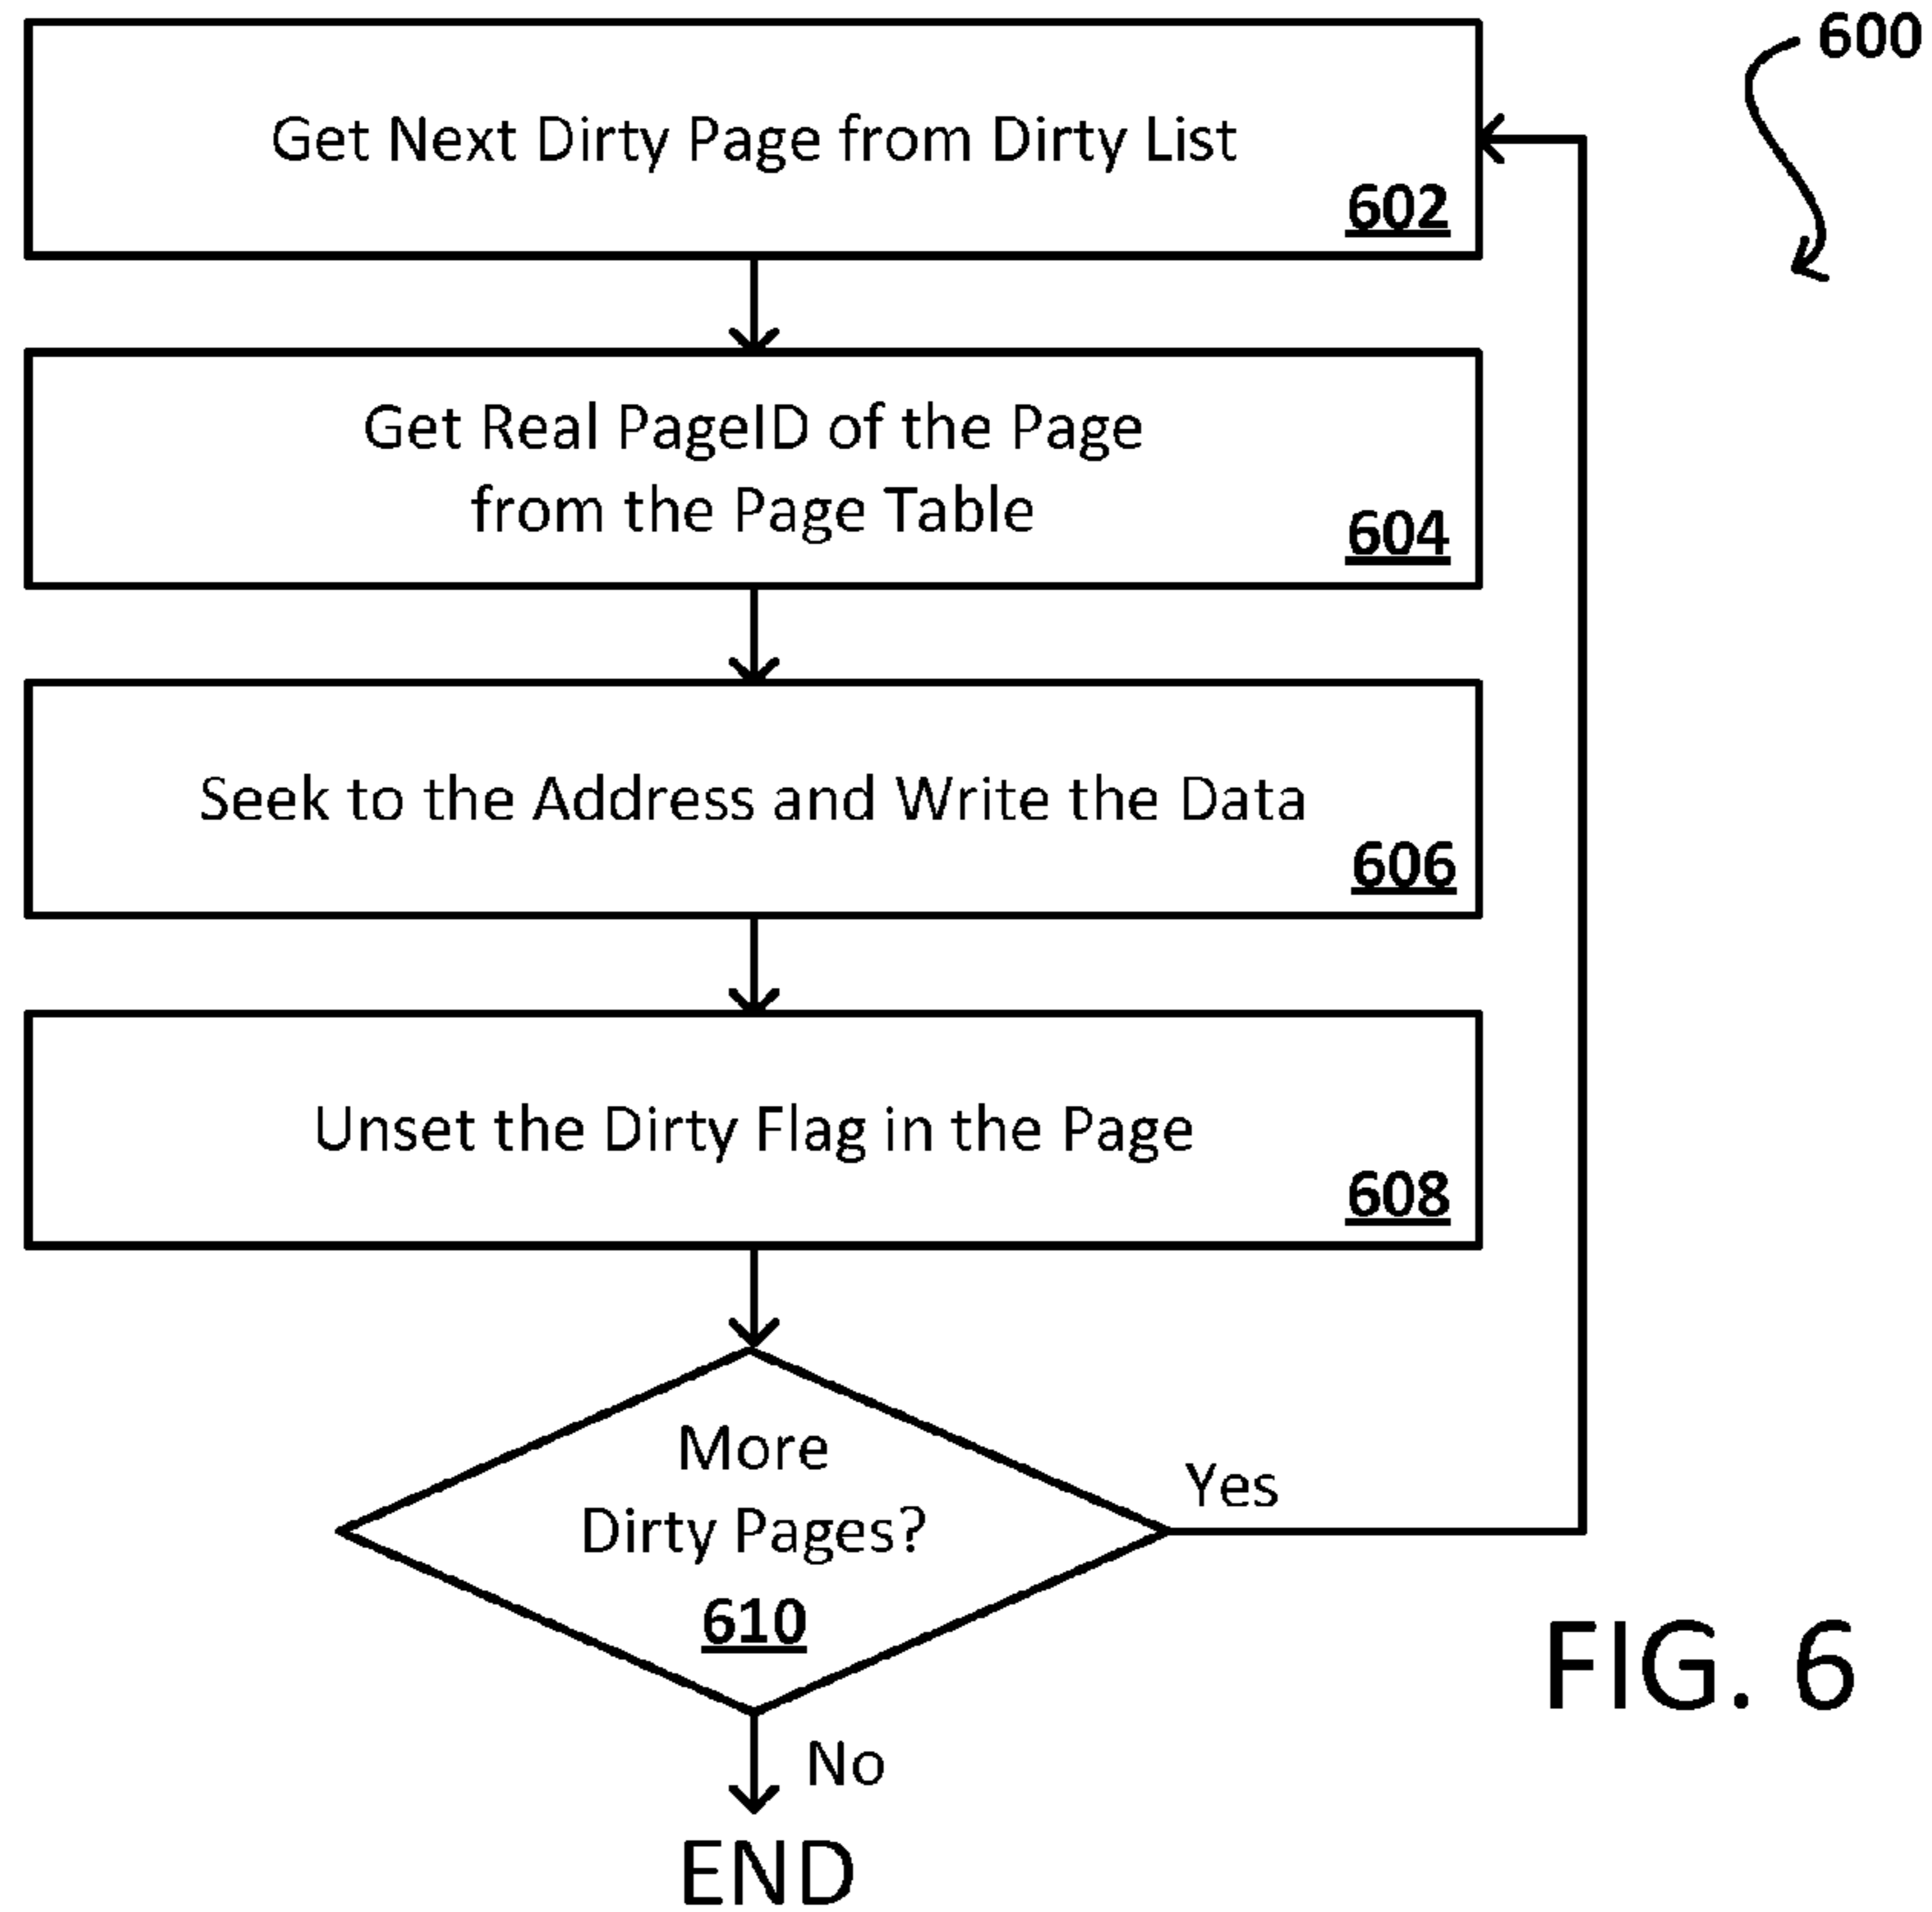 600
Get Next Dirty Page from Dirty List
602
Get Real PageID of the Page
from the Page Table
604
Seek to the Address and Write the Data
606
Unset the Dirty Flag in the Page
608
More
Dirty Pages?
610
Yes
No
END
FIG. 6